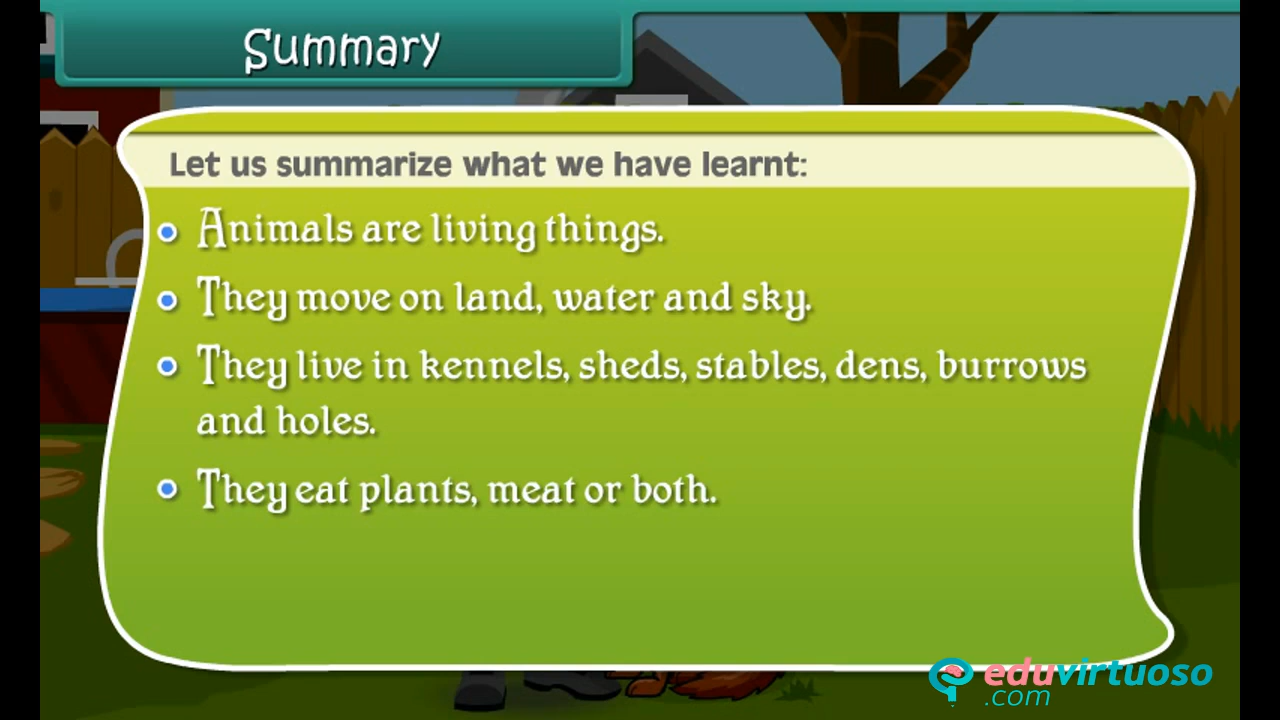 Summary
Let us summarize what we have learnt:
Animals are living things.
They move on land, water and sky.
They live in kennels, sheds, stables, dens, burrows
and holes.
They eat plants, meat or both.
eduvirtuoso
.com